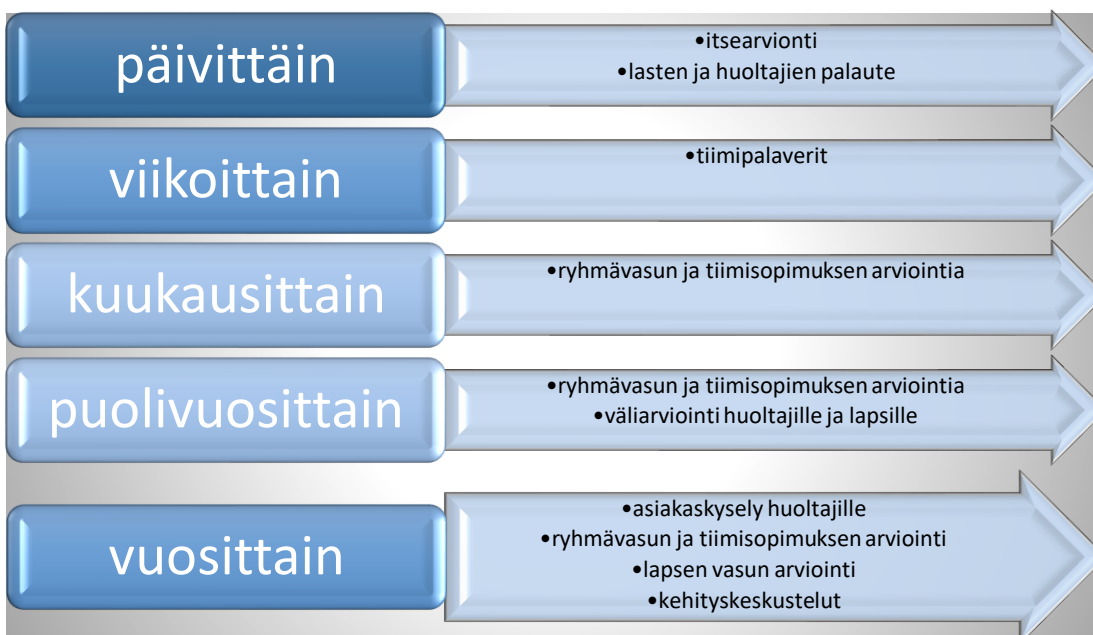 päivittäin
•itsearvionti
•lasten ja huoltajien palaute
viikoittain
•tiimipalaverit
kuukausittain
•ryhmävasun ja tiimisopimuksen arviointia
puolivuosittain
•ryhmävasun ja tiimisopimuksen arviointia
•väliarviointi huoltajille ja lapsille
vuosittain
•asiakaskysely huoltajille
•ryhmävasun ja tiimisopimuksen arviointi
•lapsen vasun arviointi
•kehityskeskustelut